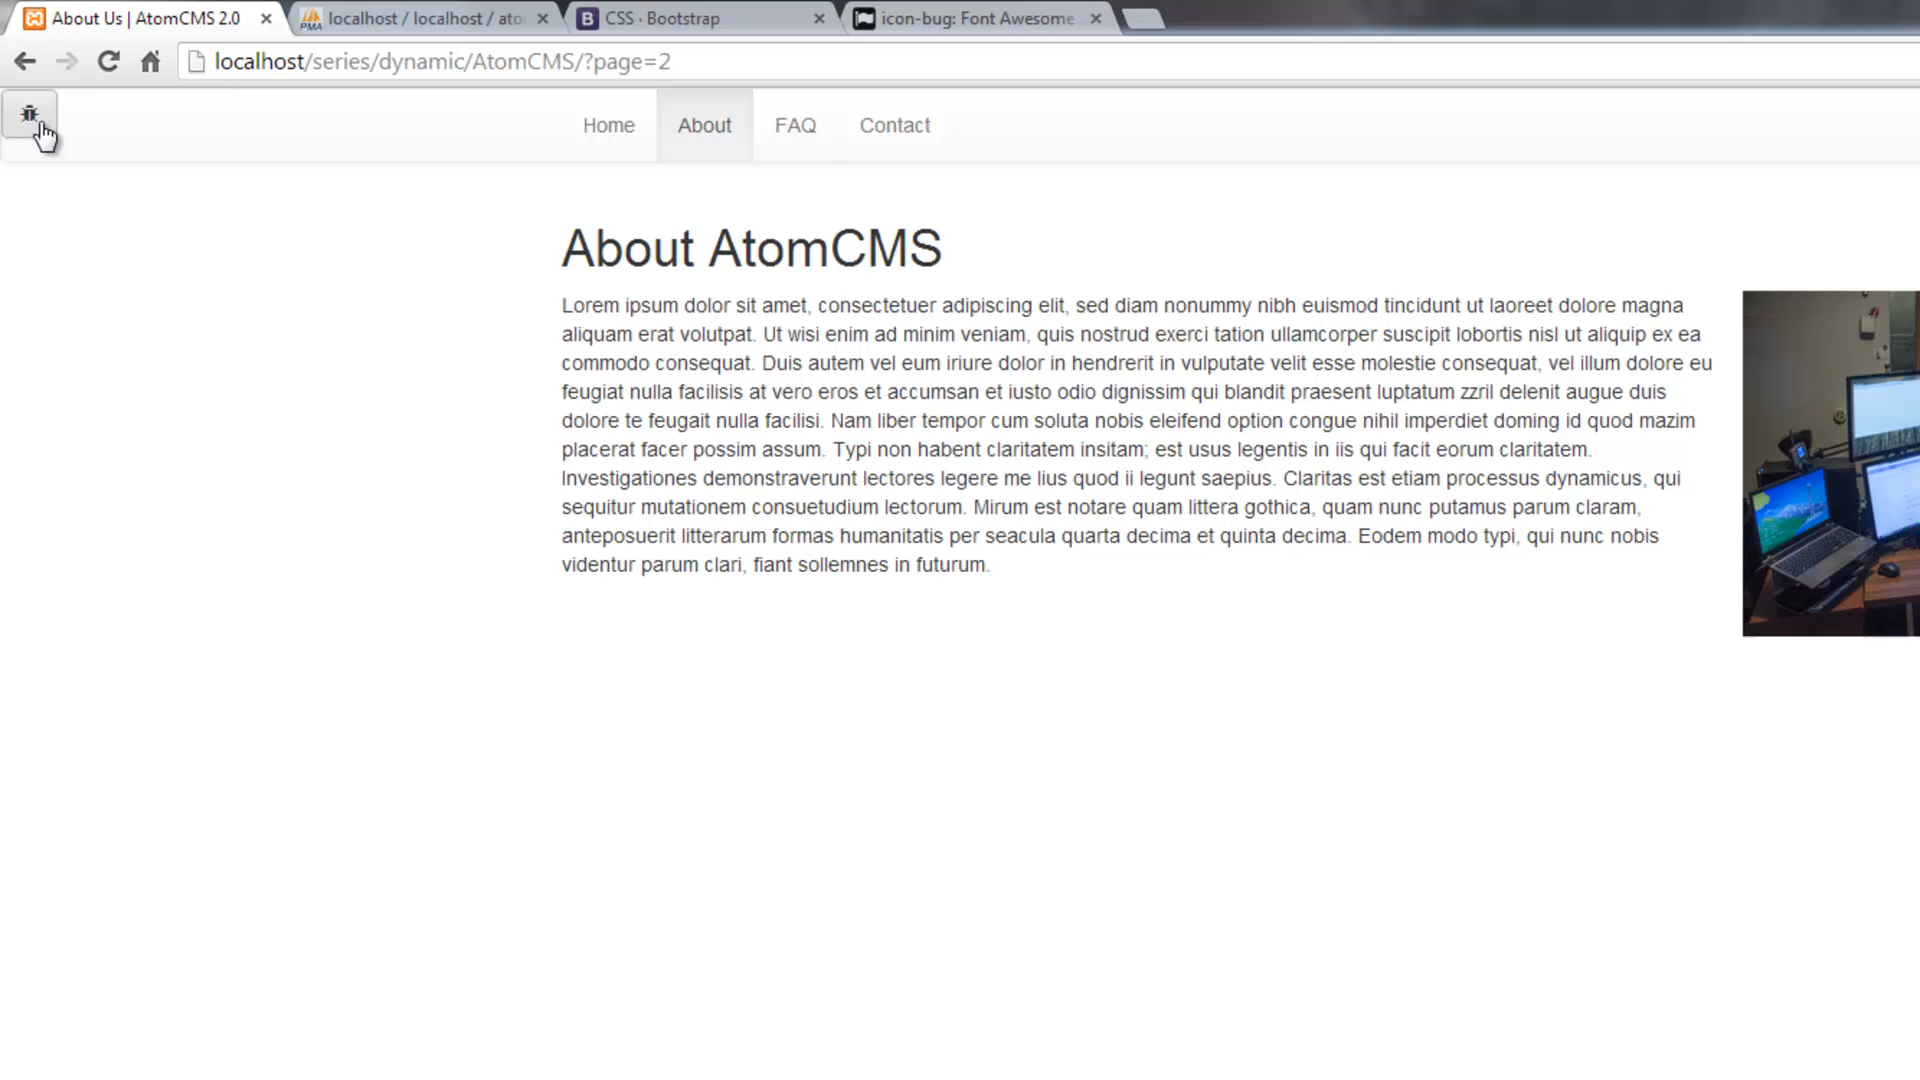 About Us | AtomCMS 2.0
localhost / localhost / ato
CSS · Bootstrap
icon-bug: Font Awesome
localhost/series/dynamic/AtomCMS/?page=2
Home
About
FAQ
Contact
About AtomCMS
Lorem ipsum dolor sit amet, consectetuer adipiscing elit, sed diam nonummy nibh euismod tincidunt ut laoreet dolore magna
aliquam erat volutpat. Ut wisi enim ad minim veniam, quis nostrud exerci tation ullamcorper suscipit lobortis nisl ut aliquip ex ea
commodo consequat. Duis autem vel eum iriure dolor in hendrerit in vulputate velit esse molestie consequat, vel illum dolore eu
feugiat nulla facilisis at vero eros et accumsan et iusto odio dignissim qui blandit praesent luptatum zzril delenit augue duis
dolore te feugait nulla facilisi. Nam liber tempor cum soluta nobis eleifend option congue nihil imperdiet doming id quod mazim
placerat facer possim assum. Typi non habent claritatem insitam; est usus legentis in iis qui facit eorum claritatem.
Investigationes demonstraverunt lectores legere me lius quod ii legunt saepius. Claritas est etiam processus dynamicus, qui
sequitur mutationem consuetudium lectorum. Mirum est notare quam littera gothica, quam nunc putamus parum claram,
anteposuerit litterarum formas humanitatis per seacula quarta decima et quinta decima. Eodem modo typi, qui nunc nobis
videntur parum clari, fiant sollemnes in futurum.